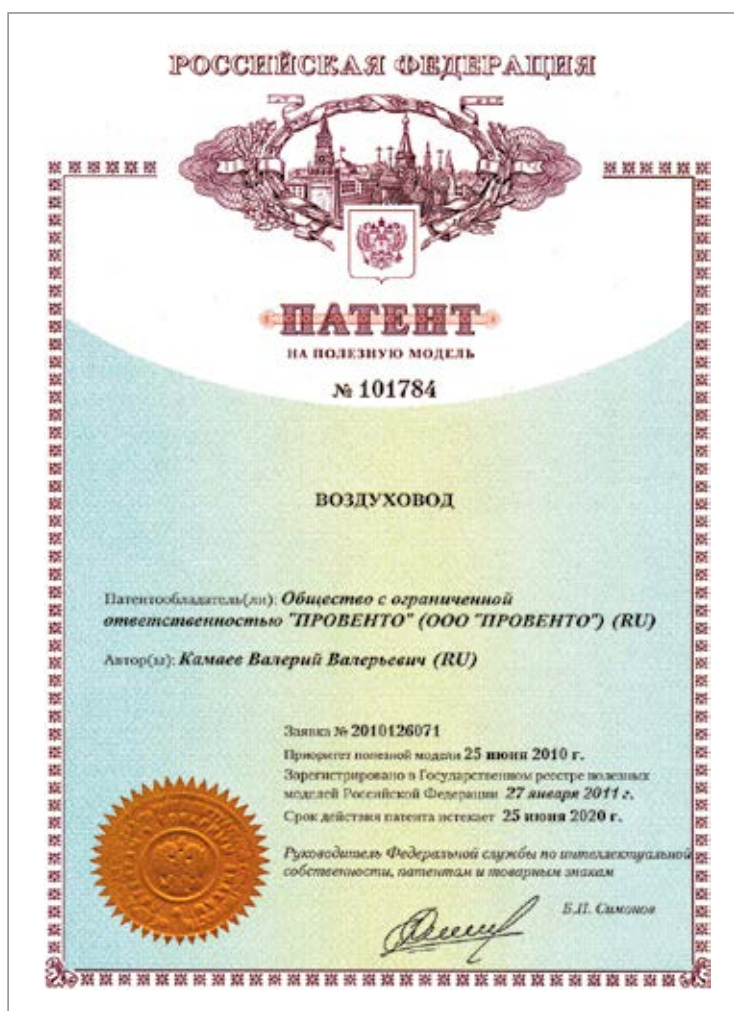 РОССИЙСКАЯ ФЕДЕРАЦИЯ
ПАТЕНТ
НА ПОЛЕЗНУЮ МОДЕЛЬ
№ 101784
ВОЗДУХОВОД
Патентообладатель(ли): Общество с ограниченной
ответственностью "ПРОВЕНТО" (ООО "ПРОВЕНТО") (RU)
Автор(ы): Камаев Валерий Валерьевич (RU)
Заявка № 2010126071
Приоритет полезной модели 25 июня 2010 г.
Зарегистрировано в Государственном реестре полезных
моделей Российской Федерации 27 января 2011 г.
Срок действия патента истекает 25 июня 2020 г.
Руководитель Федеральной службы по интеллектуальной
собственности, патентам и товарным знакам
Б.П. Симонов